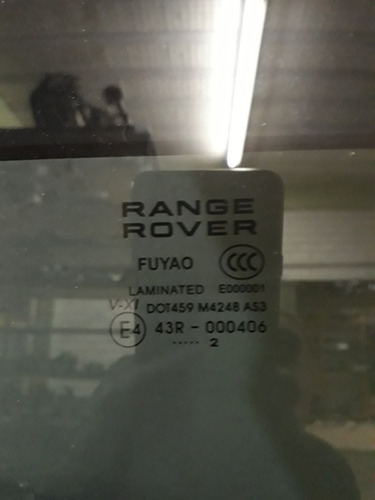 RANGE
ROVER
FUYAO CCC
LAMINATED E000001
V-XI DOT459 M4248 AS3
E4 43R - 000406
..... 2